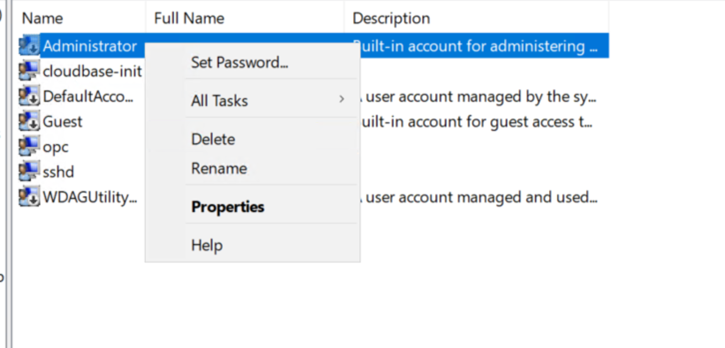 Name Full Name Description
Administrator Built-in account for administering ...
Set Password...
cloudbase-init
All Tasks
DefaultAcco... user account managed by the sy...
Guest uilt-in account for guest access t...
Delete
opc
Rename
sshd
WDAGUtility... user account managed and used...
Properties
Help